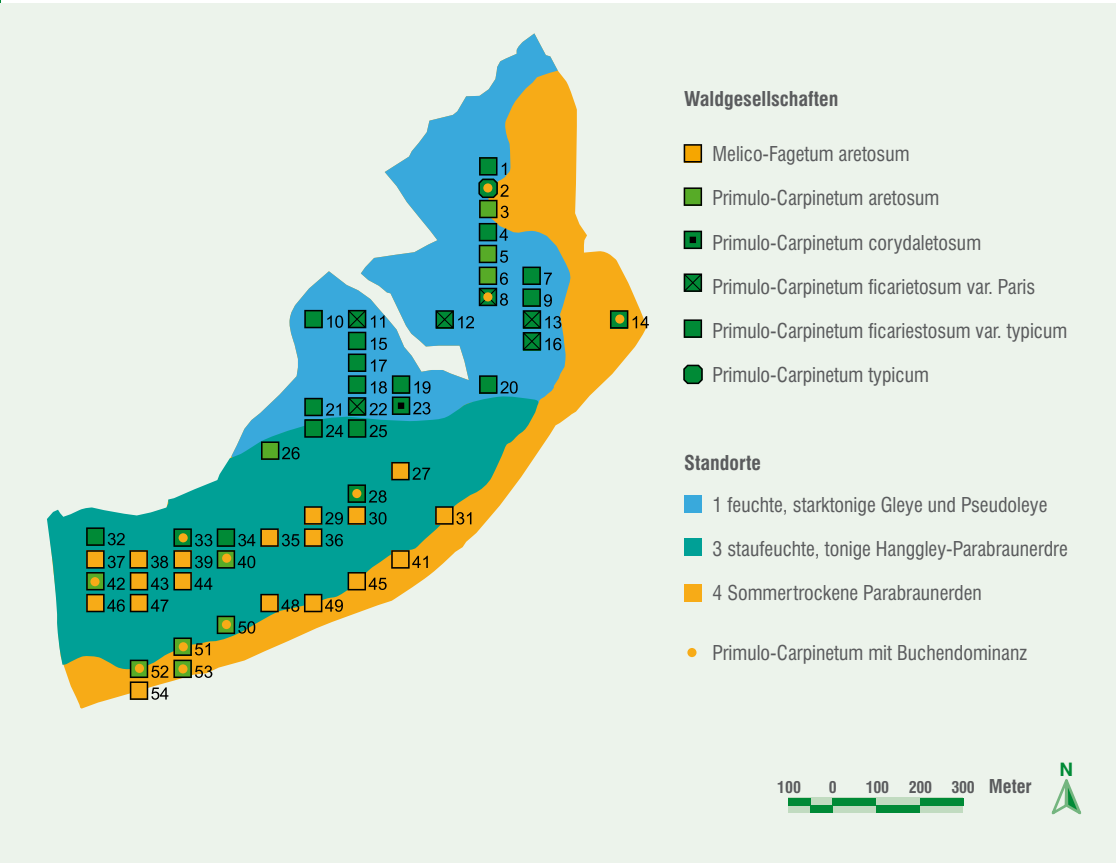 Waldgesellschaften
Melico-Fagetum aretosum
Primulo-Carpinetum aretosum
Primulo-Carpinetum corydaletosum
Primulo-Carpinetum ficarietosum var. Paris
Primulo-Carpinetum ficariestosum var. typicum
Primulo-Carpinetum typicum
Standorte
1 feuchte, starktonige Gleye und Pseudoleye
3 staufeuchte, tonige Hanggley-Parabraunerdre
4 Sommertrockene Parabraunerden
Primulo-Carpinetum mit Buchendominanz
1
2
3
4
5
6 7
8 9
10 11 12 13 14
15 16
17
18 19 20
21 22 23
24 25
26
27
28
29 30 31
32 33 34 35 36
37 38 39 40 41
42 43 44 45
46 47 48 49
50
51
52 53
54
N
100 0 100 200 300 Meter